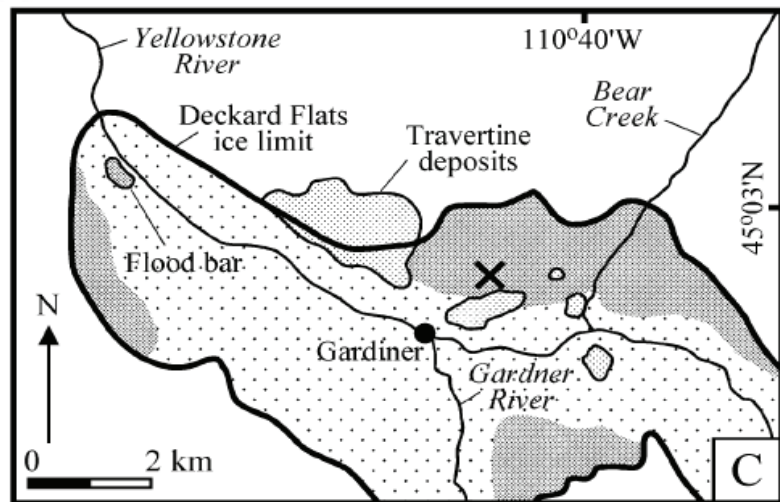 Yellowstone
River
110°40'W
Bear
Creek
Deckard Flats
ice limit
Travertine
deposits
45°03'N
Flood bar
N
Gardiner
Gardner
River
0 2 km
C